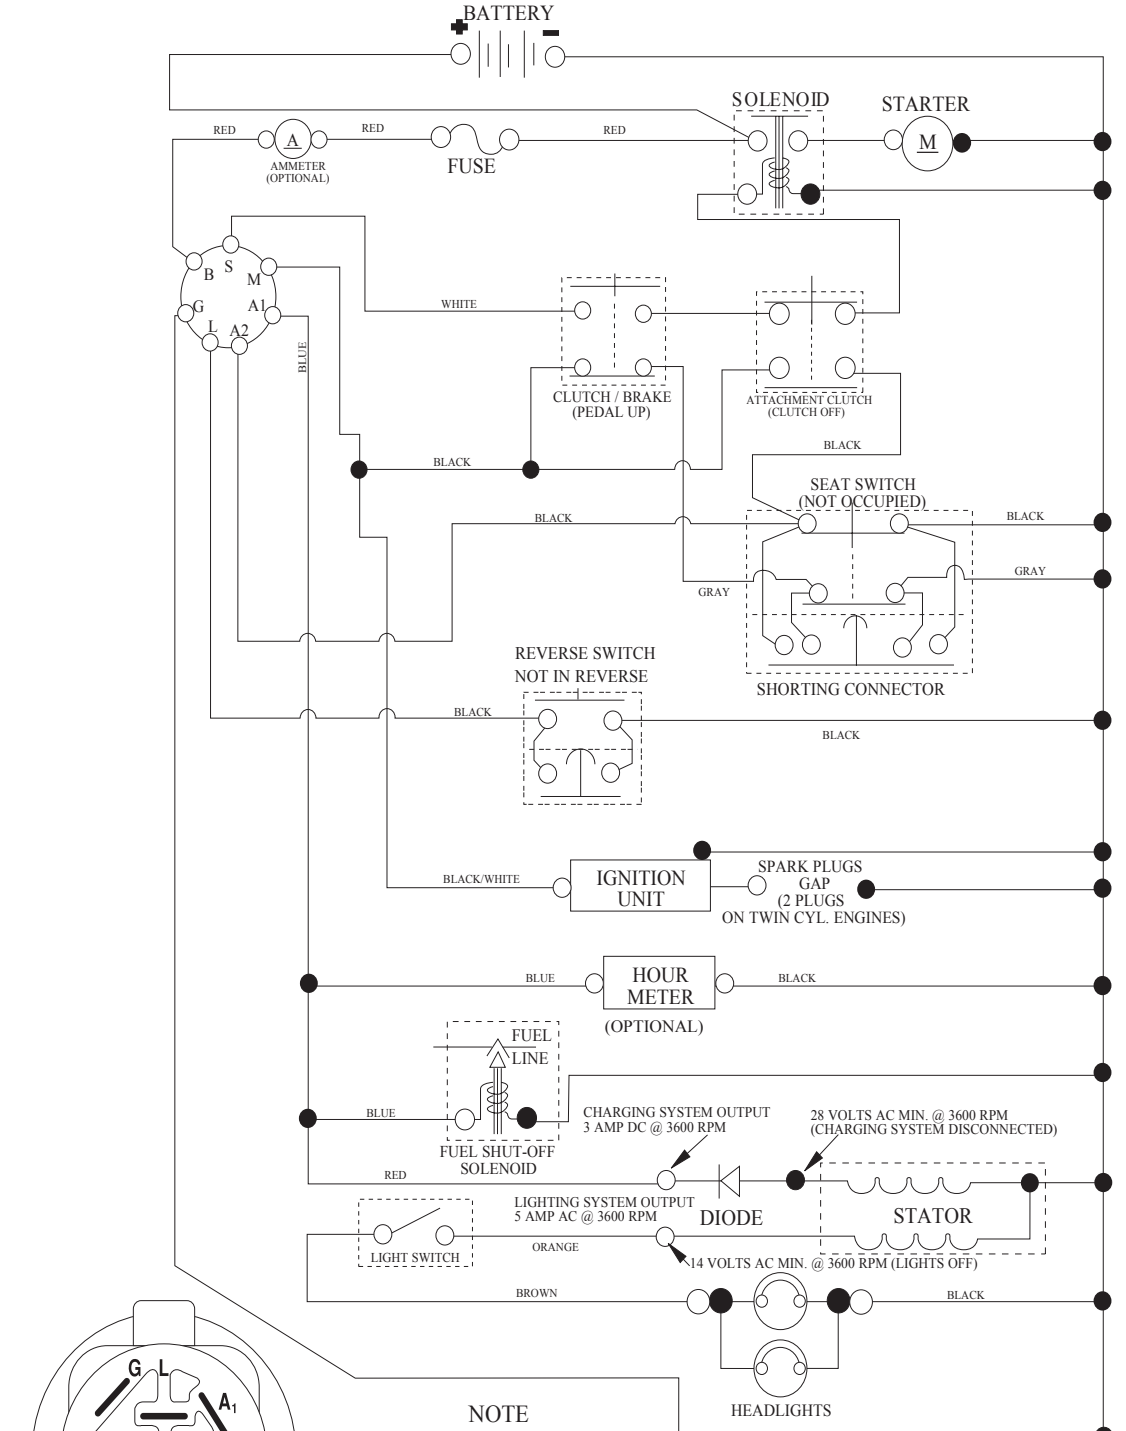 BATTERY
SOLENOID
STARTER
RED
A
RED
RED
M
AMMETER
(OPTIONAL)
FUSE
B
S
M
G
A1
L
A2
BLUE
WHITE
CLUTCH / BRAKE
(PEDAL UP)
ATTACHMENT CLUTCH
(CLUTCH OFF)
BLACK
BLACK
SEAT SWITCH
(NOT OCCUPIED)
BLACK
BLACK
GRAY
GRAY
REVERSE SWITCH
NOT IN REVERSE
SHORTING CONNECTOR
BLACK
BLACK
BLACK/WHITE
IGNITION
UNIT
SPARK PLUGS
GAP
(2 PLUGS
ON TWIN CYL. ENGINES)
BLUE
HOUR
METER
BLACK
(OPTIONAL)
FUEL
LINE
BLUE
CHARGING SYSTEM OUTPUT
3 AMP DC @ 3600 RPM
28 VOLTS AC MIN. @ 3600 RPM
(CHARGING SYSTEM DISCONNECTED)
FUEL SHUT-OFF
SOLENOID
RED
LIGHTING SYSTEM OUTPUT
5 AMP AC @ 3600 RPM
DIODE
STATOR
LIGHT SWITCH
ORANGE
14 VOLTS AC MIN. @ 3600 RPM (LIGHTS OFF)
BROWN
BLACK
G L
A1
NOTE
HEADLIGHTS